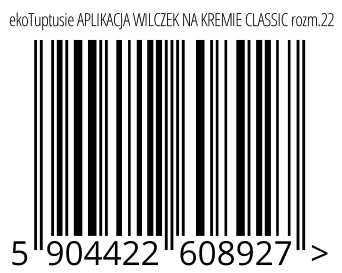 ekoTuptusie APLIKACJA WILCZEK NA KREMIE CLASSIC rozm.22
5 904422 608927 >